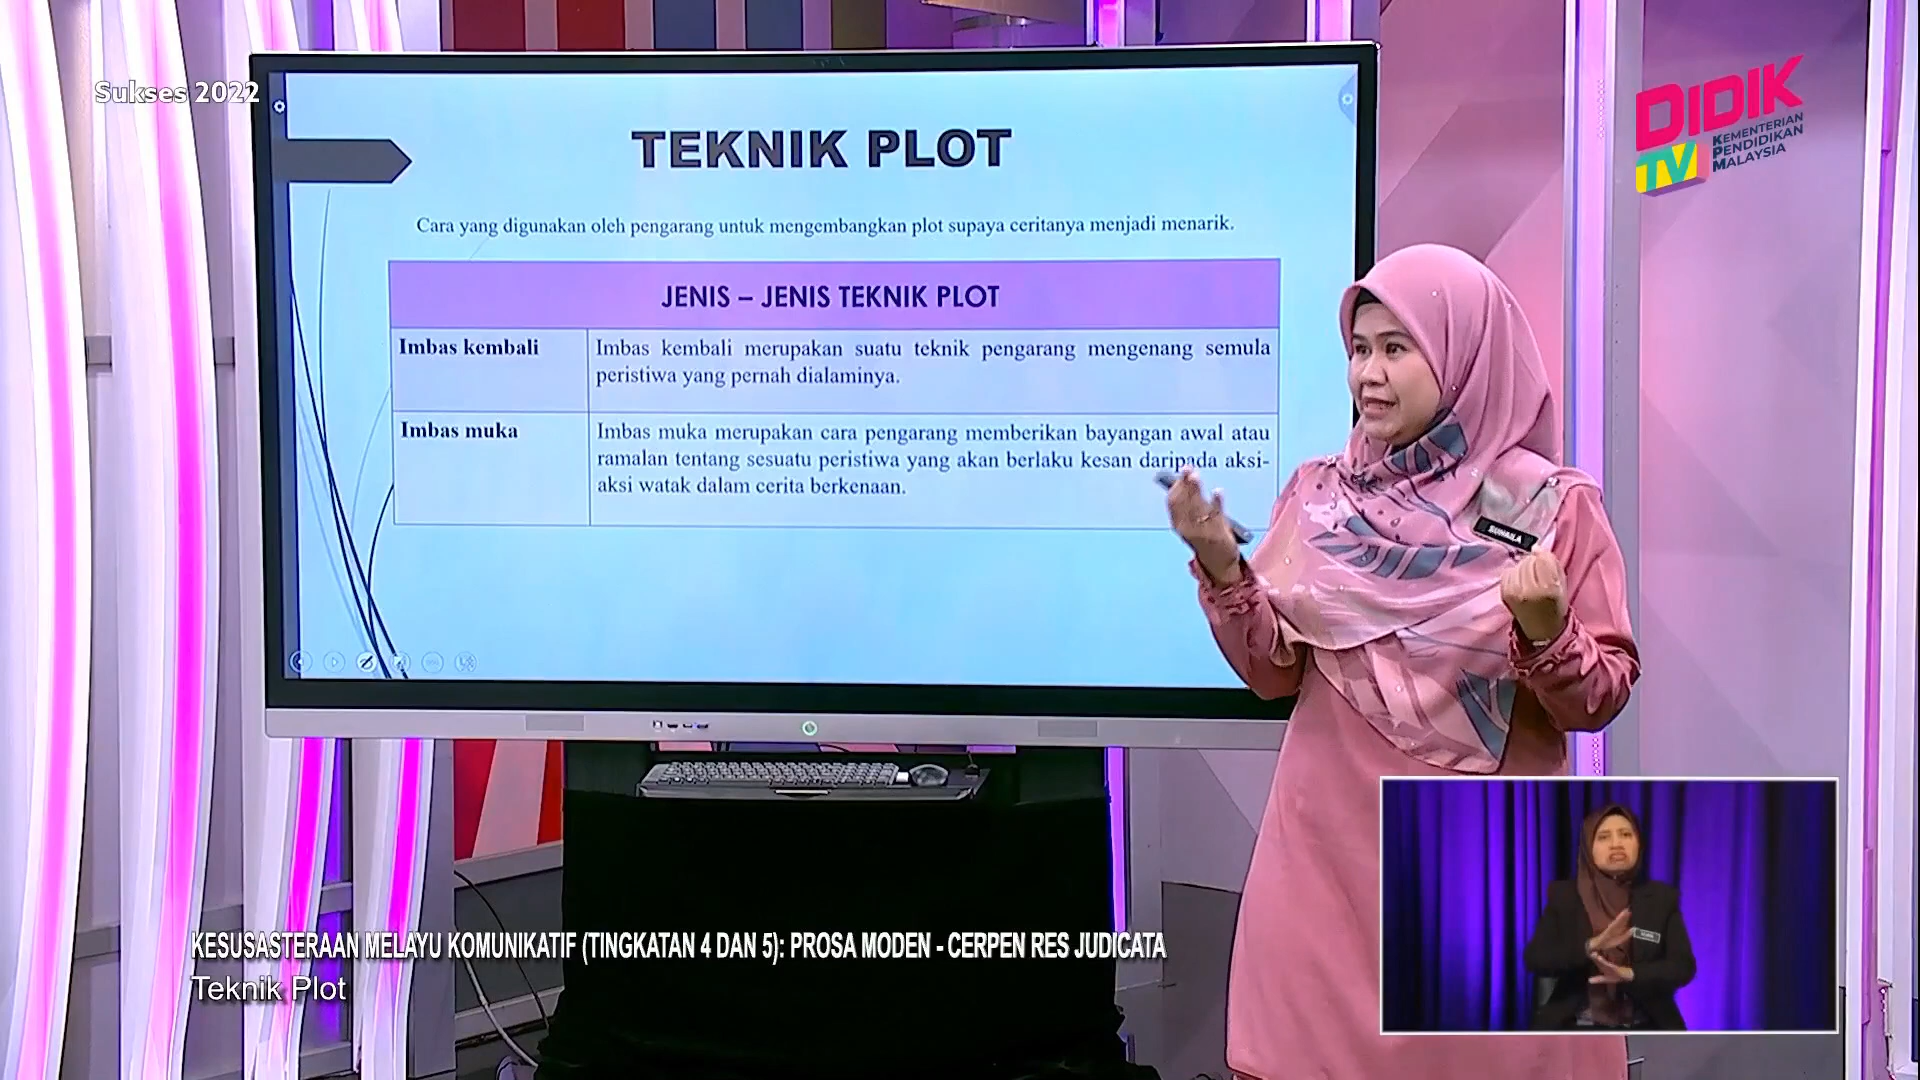 Sukses 2022
DIDIK
TV
KEMENTERIAN
PENDIDIKAN
MALAYSIA
TEKNIK PLOT
Cara yang digunakan oleh pengarang untuk mengembangkan plot supaya ceritanya menjadi menarik.
JENIS – JENIS TEKNIK PLOT
Imbas kembali
Imbas kembali merupakan suatu teknik pengarang mengenang semula
peristiwa yang pernah dialaminya.
Imbas muka
Imbas muka merupakan cara pengarang memberikan bayangan awal atau
ramalan tentang sesuatu peristiwa yang akan berlaku kesan daripada aksi-
aksi watak dalam cerita berkenaan.
SUHAILA
KESUSASTERAAN MELAYU KOMUNIKATIF (TINGKATAN 4 DAN 5): PROSA MODEN - CERPEN RES JUDICATA
Teknik Plot